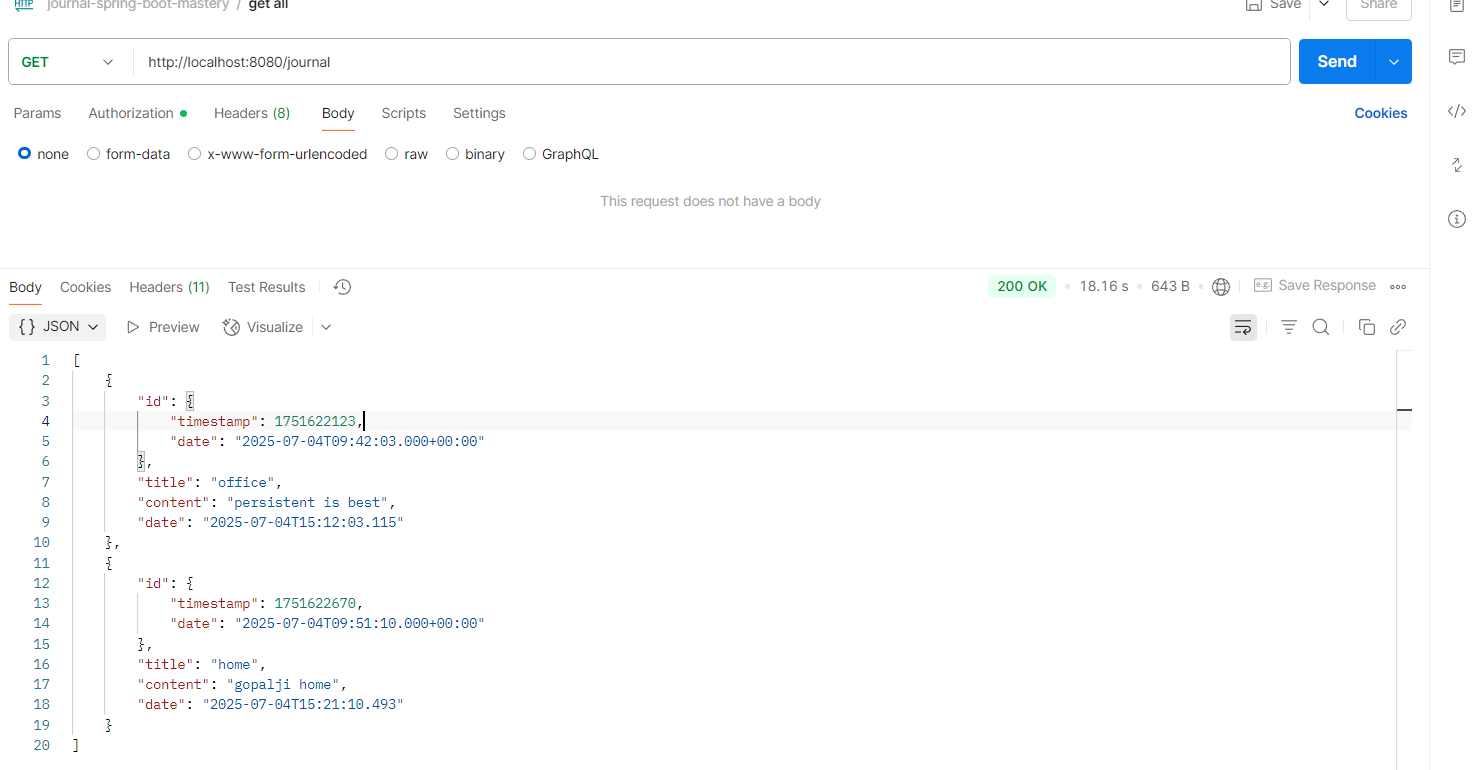 HTTP journal-spring-boot-mastery / get all Save Share
GET http://localhost:8080/journal Send
Params Authorization Headers (8) Body Scripts Settings Cookies
none form-data x-www-form-urlencoded raw binary GraphQL
This request does not have a body
Body Cookies Headers (11) Test Results 200 OK • 18.16 s • 643 B • e.g. Save Response
{} JSON Preview Visualize
1 [
2 {
3 "id": {
4 "timestamp": 1751622123,
5 "date": "2025-07-04T09:42:03.000+00:00"
6 },
7 "title": "office",
8 "content": "persistent is best",
9 "date": "2025-07-04T15:12:03.115"
10 },
11 {
12 "id": {
13 "timestamp": 1751622670,
14 "date": "2025-07-04T09:51:10.000+00:00"
15 },
16 "title": "home",
17 "content": "gopalji home",
18 "date": "2025-07-04T15:21:10.493"
19 }
20 ]